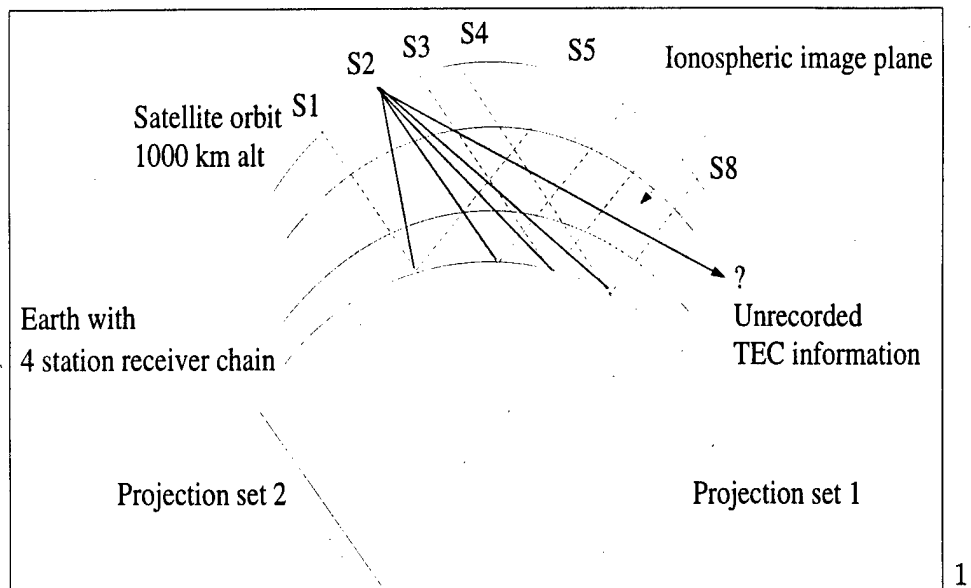 S4
S3
S5
S2
Ionospheric image plane
S1
Satellite orbit
1000 km alt
S8
?
Earth with
4 station receiver chain
Unrecorded
TEC information
Projection set 2
Projection set 1
1